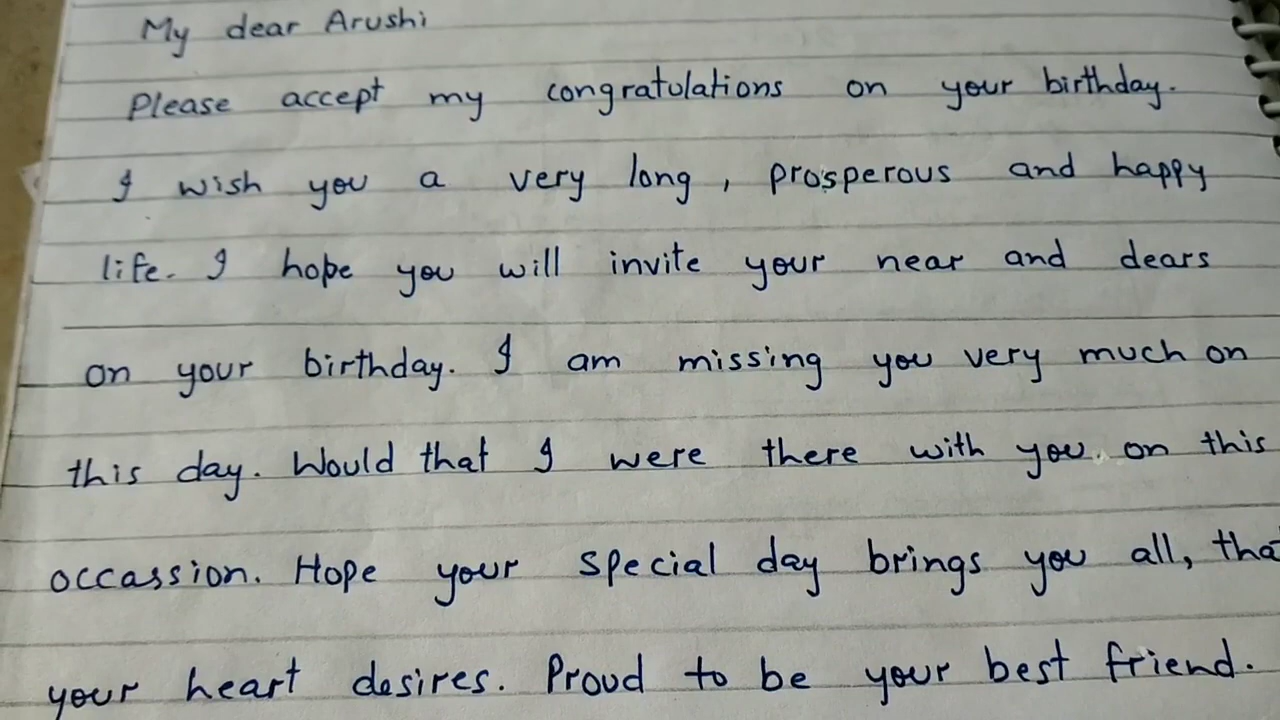 My dear Arushi
Please accept my congratulations on your birthday.
I wish you a very long, prosperous and happy
life. I hope you will invite your near and dears
on your birthday. I am missing you very much on
this day. Would that I were there with you on this
occassion. Hope your special day brings you all, tha
your heart desires. Proud to be your best friend.